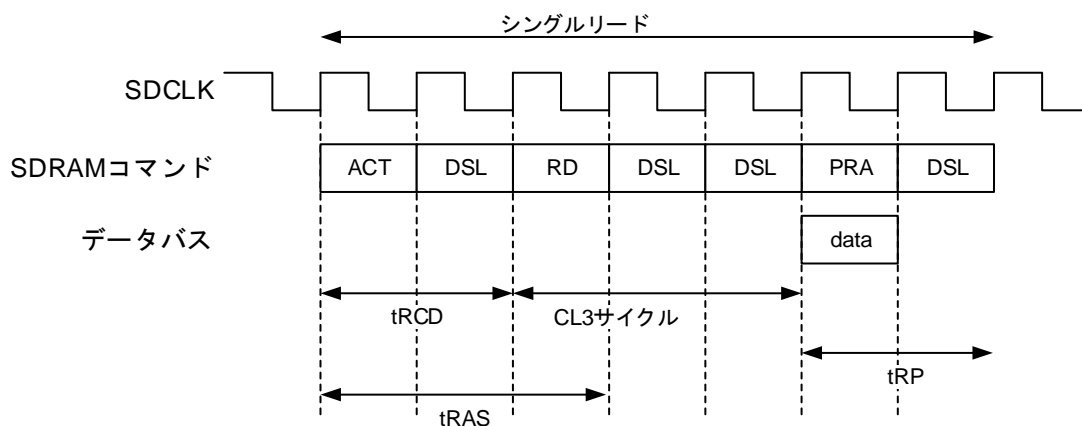 シングルリード
SDCLK
SDRAMコマンド ACT DSL RD DSL DSL PRA DSL
データバス data
tRCD CL3サイクル
tRP
tRAS